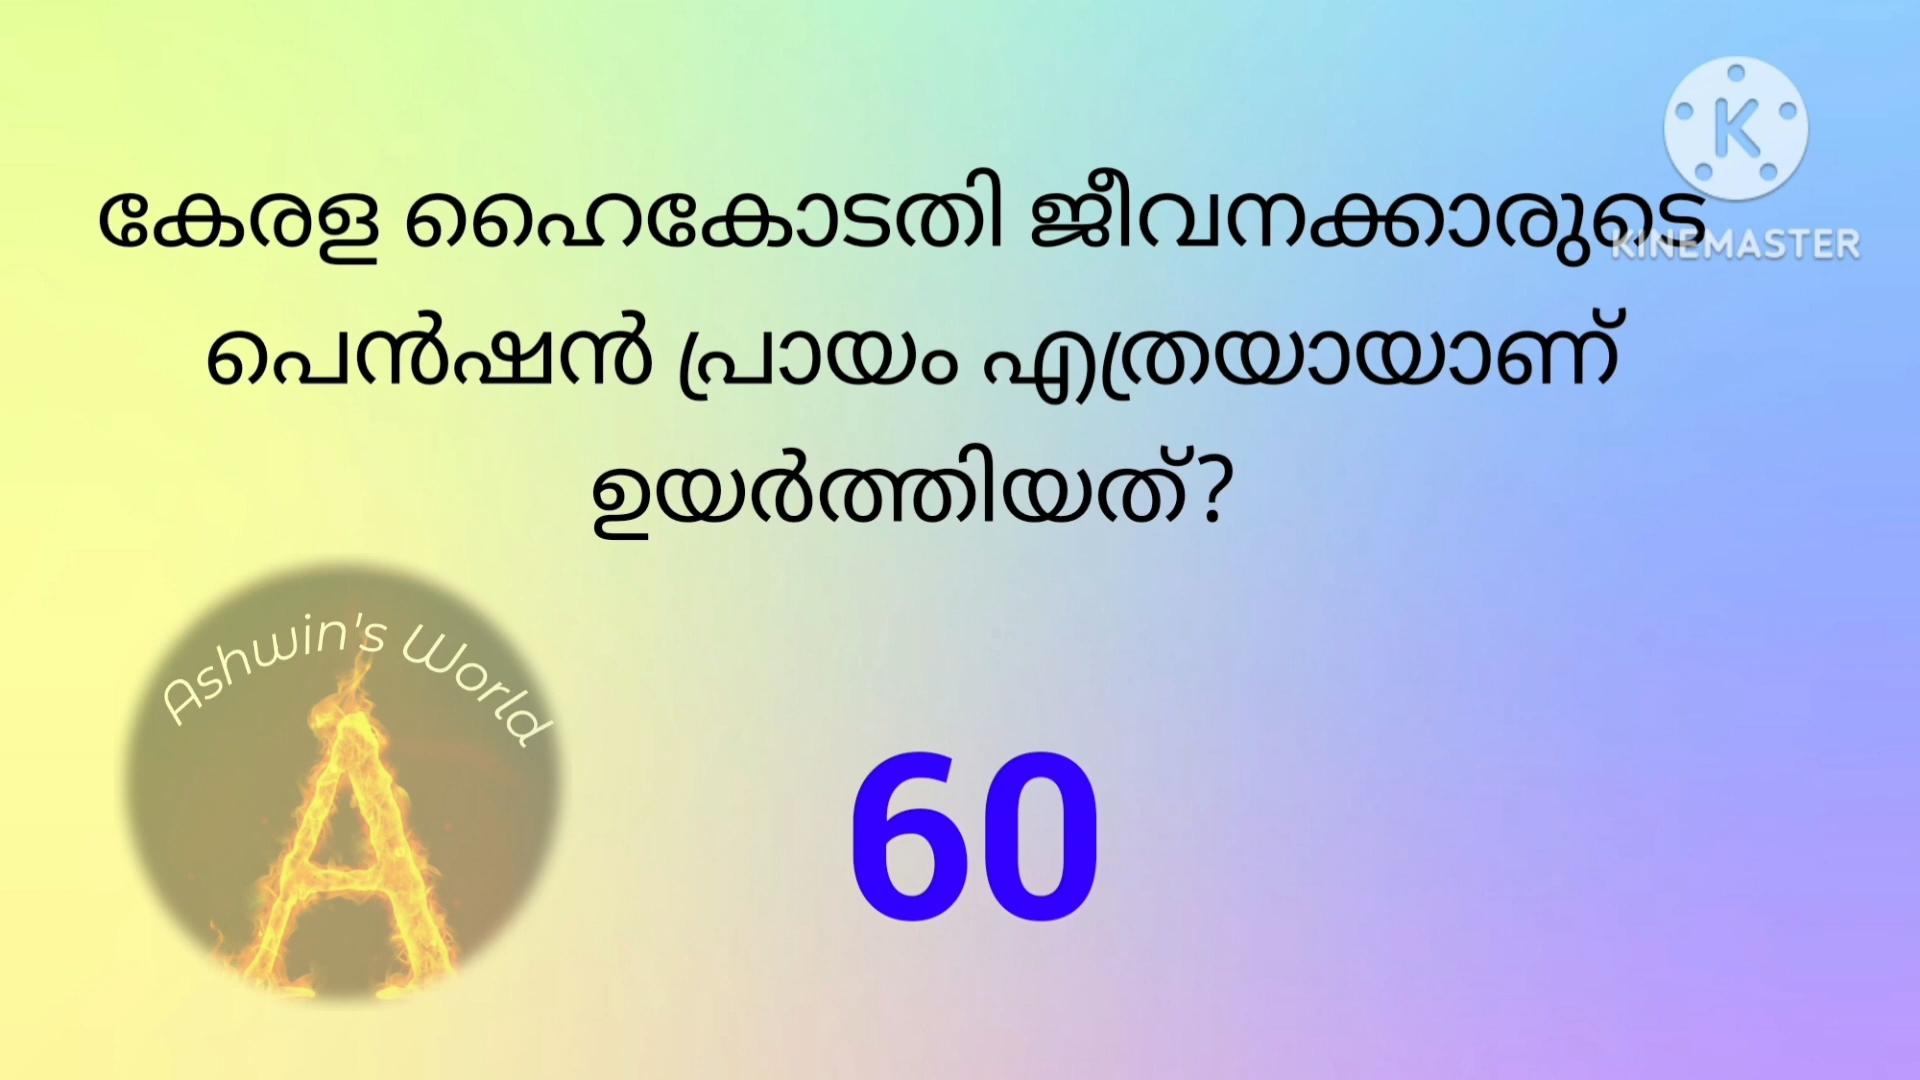 കേരള ഹൈകോടതി ജീവനക്കാരുടെ
പെൻഷൻ പ്രായം എത്രയായാണ്
ഉയർത്തിയത്?
60
Ashwin's World
K
KINEMASTER